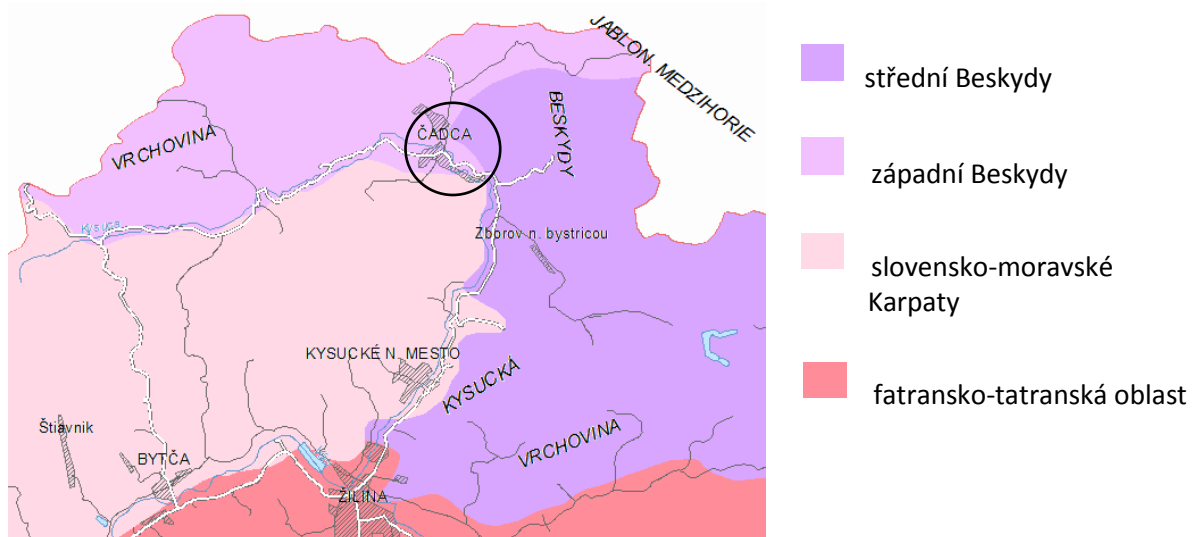 JABLON. MEDZIHORIE
BESKYDY
ČADCA
VRCHOVINA
Kysuca
Zborov n. bystricou
KYSUCKÉ N. MESTO
KYSUCKÁ
VRCHOVINA
Štiavnik
BYTČA
ŽILINA
střední Beskydy
západní Beskydy
slovensko-moravské
Karpaty
fatransko-tatranská oblast